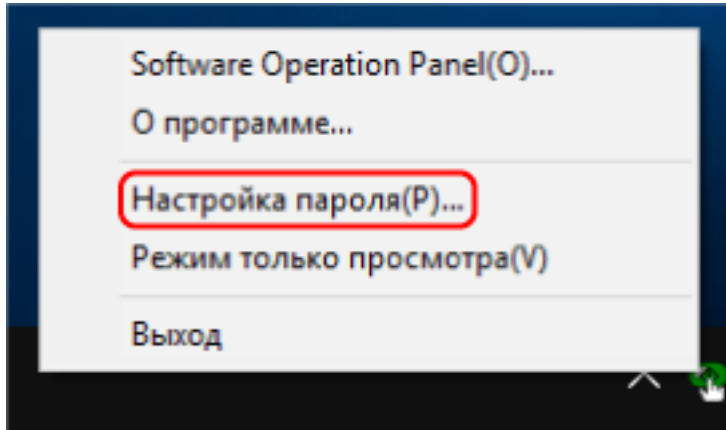 Software Operation Panel(O)...
О программе...
Настройка пароля(P)...
Режим только просмотра(V)
Выход